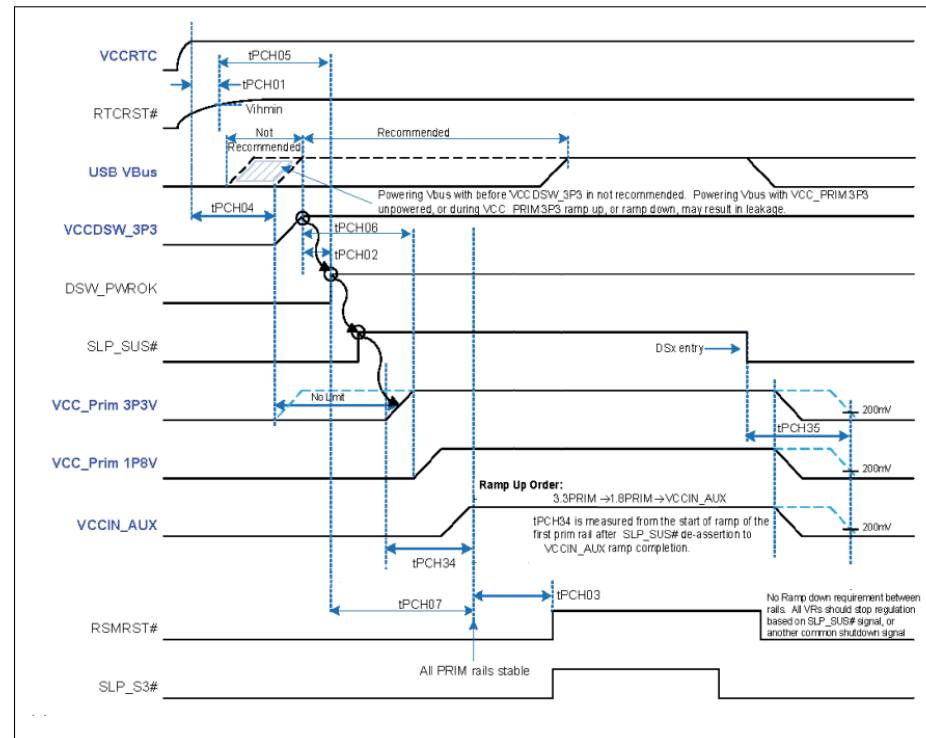 tPCH05
VCCRTC
tPCH01
Vihmin
RTCRST#
Not
Recommended
Recommended
USB VBus
Powering Vbus with before VCCDSW_3P3 in not recommended. Powering Vbus with VCC_PRIM3P3
unpowered, or during VCC PRIM3P3 ramp up, or ramp down, may result in leakage.
tPCH04
VCCDSW_3P3
tPCH06
tPCH02
DSW_PWROK
SLP_SUS#
DSx entry
No Limit
VCC_Prim 3P3V
200mV
tPCH35
VCC_Prim 1P8V
200mV
Ramp Up Order:
3.3PRIM →1.8PRIM→VCCIN_AUX
VCCIN_AUX
tPCH34 is measured from the start of ramp of the
first prim rail after SLP_SUS# de-assertion to
VCCIN_AUX ramp completion.
200mV
tPCH34
tPCH07
tPCH03
No Ramp down requirement between
rails. All VRs should stop regulation
based on SLP_SUS# signal, or
another common shutdown signal
RSMRST#
All PRIM rails stable
SLP_S3#